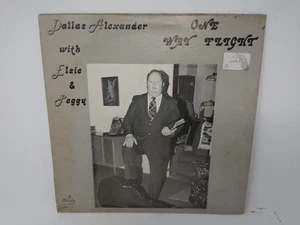 Dallas Alexander
with
Elsie
&
Peggy
ONE
WAY FLIGHT